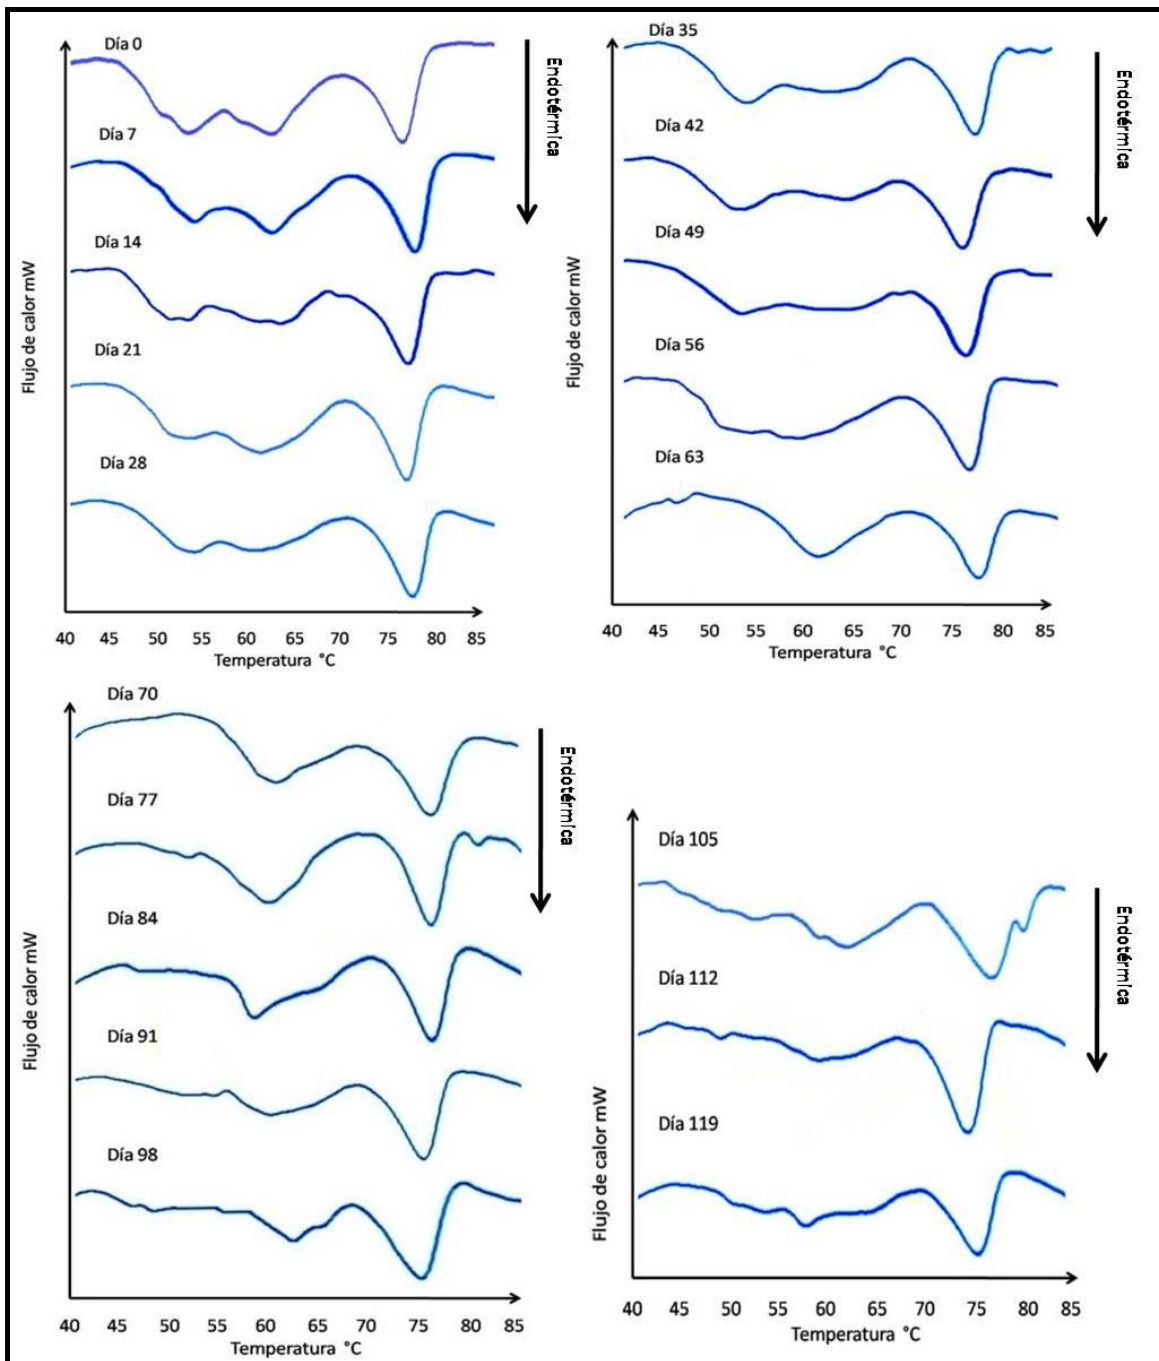 Día 0
Día 7
Día 14
Día 21
Día 28
Flujo de calor mW
Endotérmica
40 45 50 55 60 65 70 75 80 85
Temperatura °C
Día 35
Día 42
Día 49
Día 56
Día 63
Flujo de calor mW
Endotérmica
40 45 50 55 60 65 70 75 80 85
Temperatura °C
Día 70
Día 77
Día 84
Día 91
Día 98
Flujo de calor mW
Endotérmica
40 45 50 55 60 65 70 75 80 85
Temperatura °C
Día 105
Día 112
Día 119
Flujo de calor mW
Endotérmica
40 45 50 55 60 65 70 75 80 85
Temperatura °C